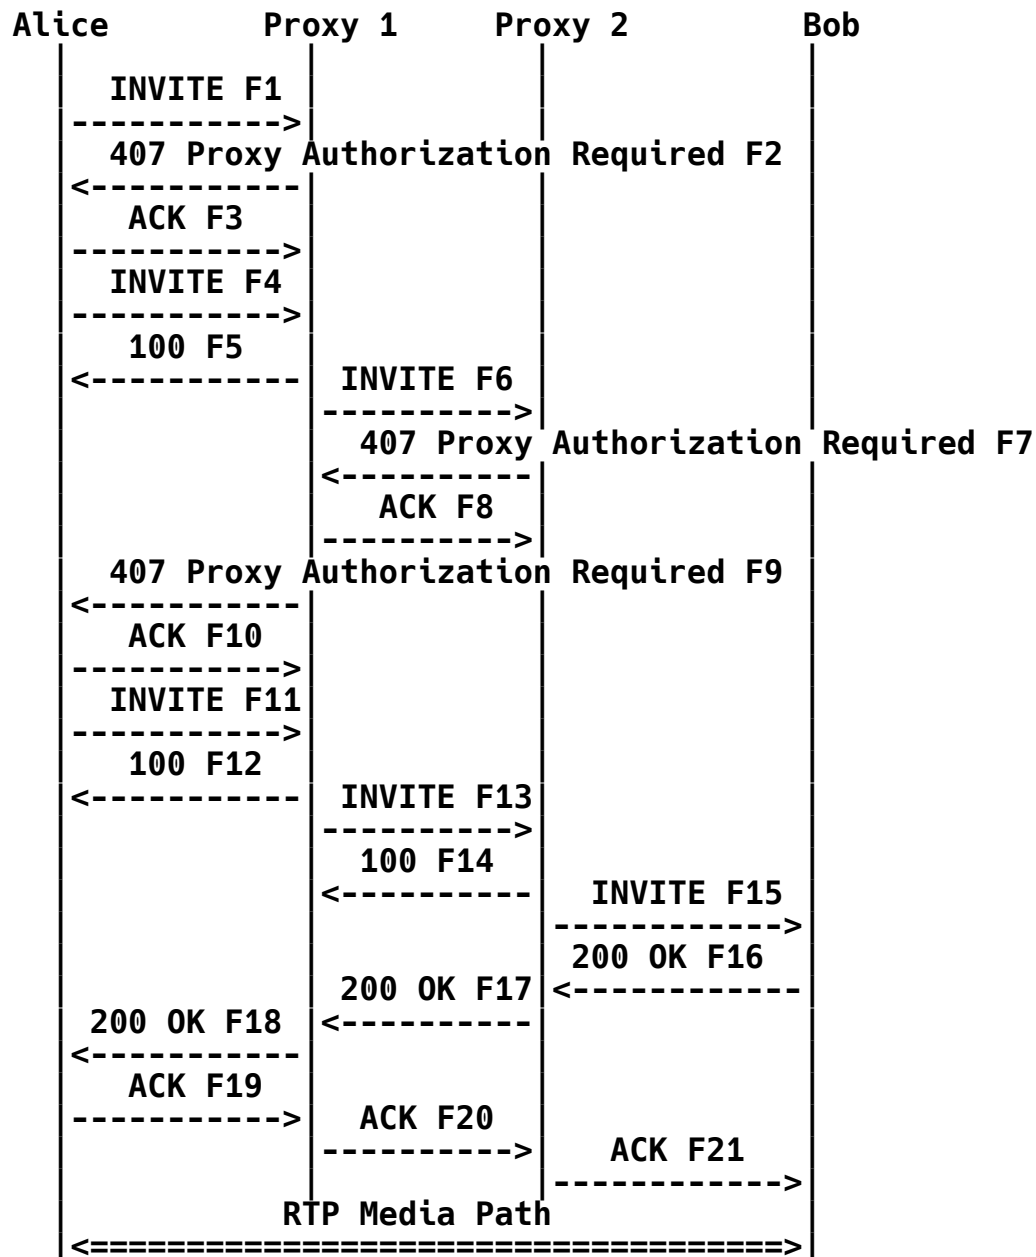 Alice Proxy 1 Proxy 2 Bob
INVITE F1
407 Proxy Authorization Required F2
ACK F3
INVITE F4
100 F5
INVITE F6
407 Proxy Authorization Required F7
ACK F8
407 Proxy Authorization Required F9
ACK F10
INVITE F11
100 F12
INVITE F13
100 F14
INVITE F15
200 OK F16
200 OK F17
200 OK F18
ACK F19
ACK F20
ACK F21
RTP Media Path